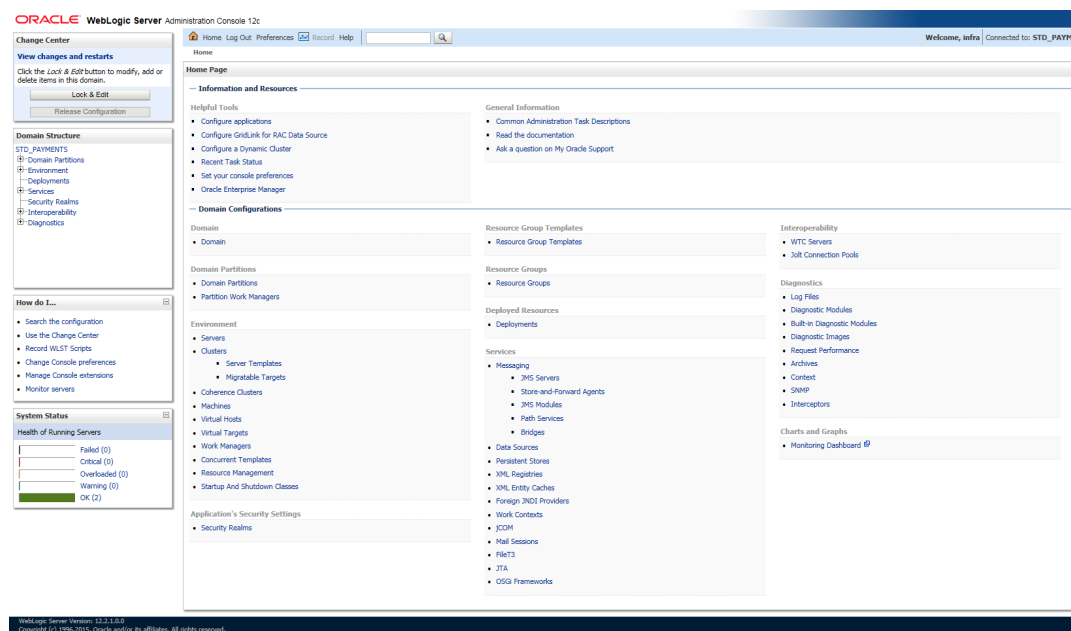 ORACLE WebLogic Server Administration Console 12c
Change Center
View changes and restarts
Click the Lock & Edit button to modify, add or
delete items in this domain.
Lock & Edit
Release Configuration
Domain Structure
STD_PAYMENTS
Domain Partitions
Environment
Deployments
Services
Security Realms
Interoperability
Diagnostics
How do I...
Search the configuration
Use the Change Center
Record WLST Scripts
Change Console preferences
Manage Console extensions
Monitor servers
System Status
Health of Running Servers
Failed (0)
Critical (0)
Overloaded (0)
Warning (0)
OK (2)
Home Log Out Preferences Record Help
Welcome, infra Connected to: STD_PAYM
Home
Home Page
Information and Resources
Helpful Tools
Configure applications
Configure GridLink for RAC Data Source
Configure a Dynamic Cluster
Recent Task Status
Set your console preferences
Oracle Enterprise Manager
General Information
Common Administration Task Descriptions
Read the documentation
Ask a question on My Oracle Support
Domain Configurations
Domain
Domain
Domain Partitions
Domain Partitions
Partition Work Managers
Environment
Servers
Clusters
Server Templates
Migratable Targets
Coherence Clusters
Machines
Virtual Hosts
Virtual Targets
Work Managers
Concurrent Templates
Resource Management
Startup And Shutdown Classes
Application's Security Settings
Security Realms
Resource Group Templates
Resource Group Templates
Resource Groups
Resource Groups
Deployed Resources
Deployments
Services
Messaging
JMS Servers
Store-and-Forward Agents
JMS Modules
Path Services
Bridges
Data Sources
Persistent Stores
XML Registries
XML Entity Caches
Foreign JNDI Providers
Work Contexts
jCOM
Mail Sessions
FileT3
JTA
OSGi Frameworks
Interoperability
WTC Servers
Jolt Connection Pools
Diagnostics
Log Files
Diagnostic Modules
Built-in Diagnostic Modules
Diagnostic Images
Request Performance
Archives
Context
SNMP
Interceptors
Charts and Graphs
Monitoring Dashboard
WebLogic Server Version: 12.2.1.0.0
Copyright (c) 1996,2015, Oracle and/or its affiliates. All rights reserved.